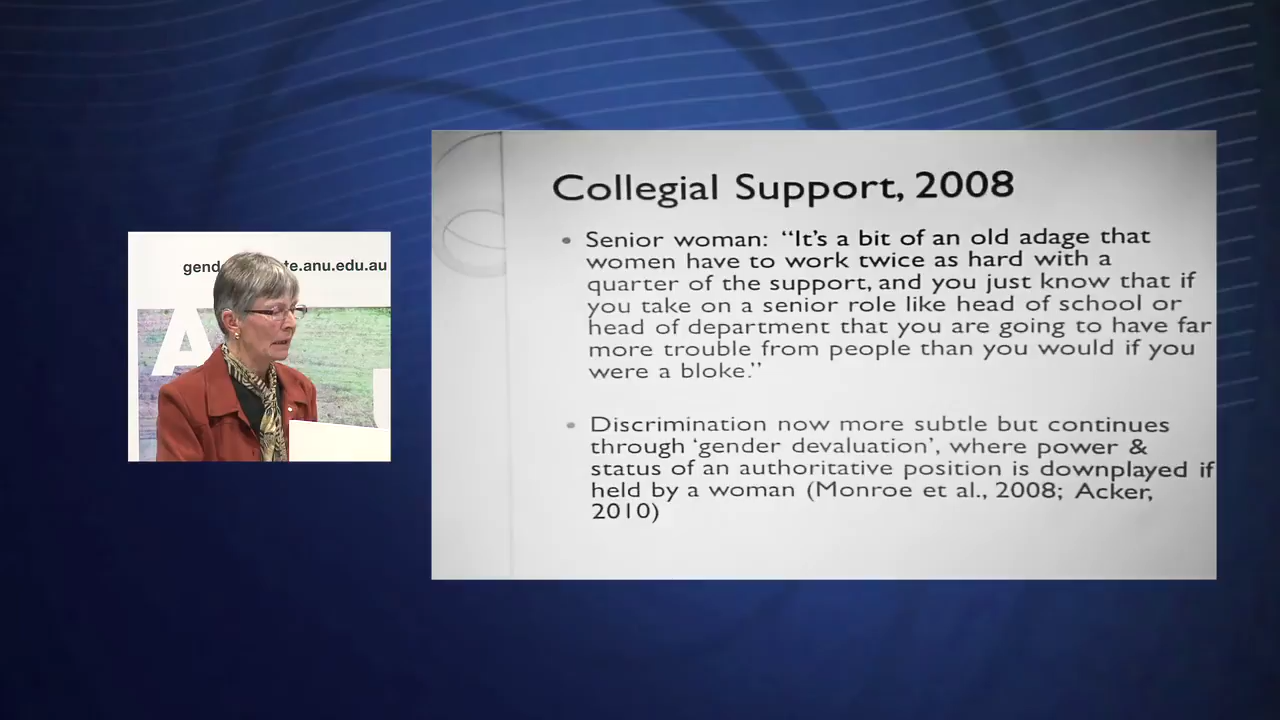 gend te.anu.edu.au
A
Collegial Support, 2008
• Senior woman: “It’s a bit of an old adage that
women have to work twice as hard with a
quarter of the support, and you just know that if
you take on a senior role like head of school or
head of department that you are going to have far
more trouble from people than you would if you
were a bloke.”
• Discrimination now more subtle but continues
through ‘gender devaluation’, where power &
status of an authoritative position is downplayed if
held by a woman (Monroe et al., 2008; Acker,
2010)